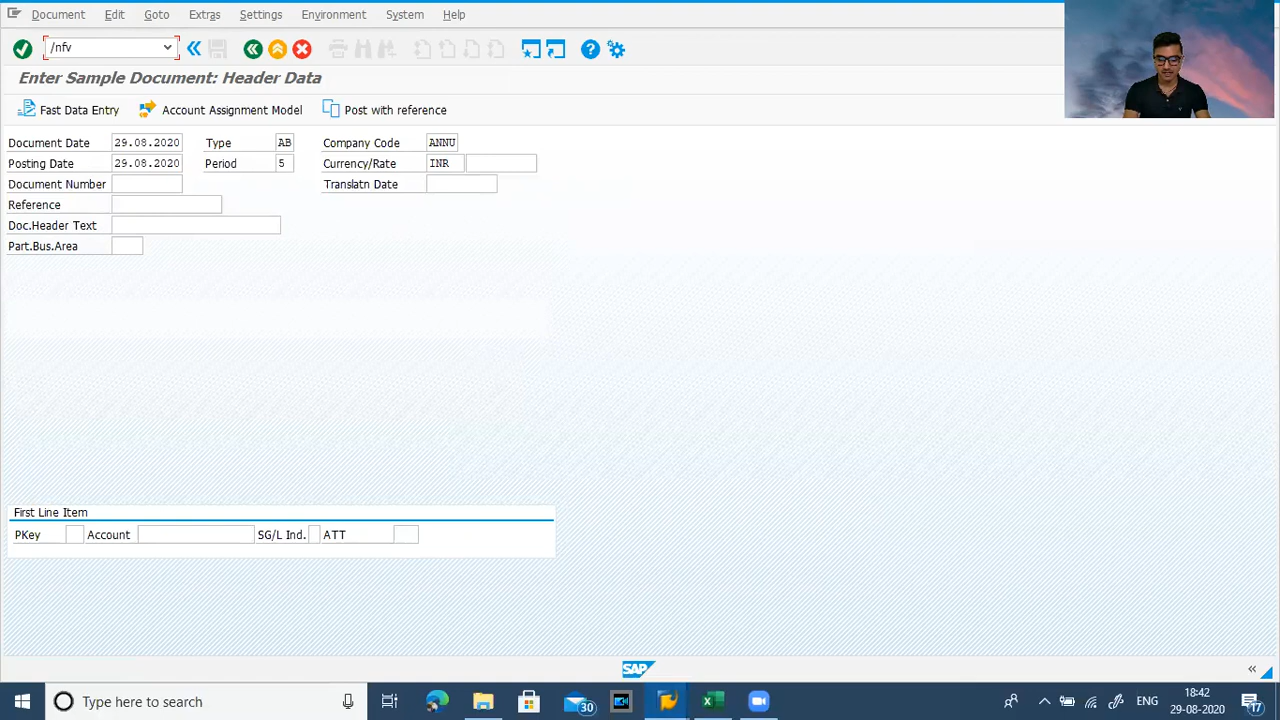 Document Edit Goto Extras Settings Environment System Help
/nfv
Enter Sample Document: Header Data
Fast Data Entry Account Assignment Model Post with reference
Document Date 29.08.2020 Type AB Company Code ANNU
Posting Date 29.08.2020 Period 5 Currency/Rate INR
Document Number Translatn Date
Reference
Doc.Header Text
Part.Bus.Area
First Line Item
PKey Account SG/L Ind. ATT
SAP
Type here to search 30 ENG 18:42
29-08-2020 17